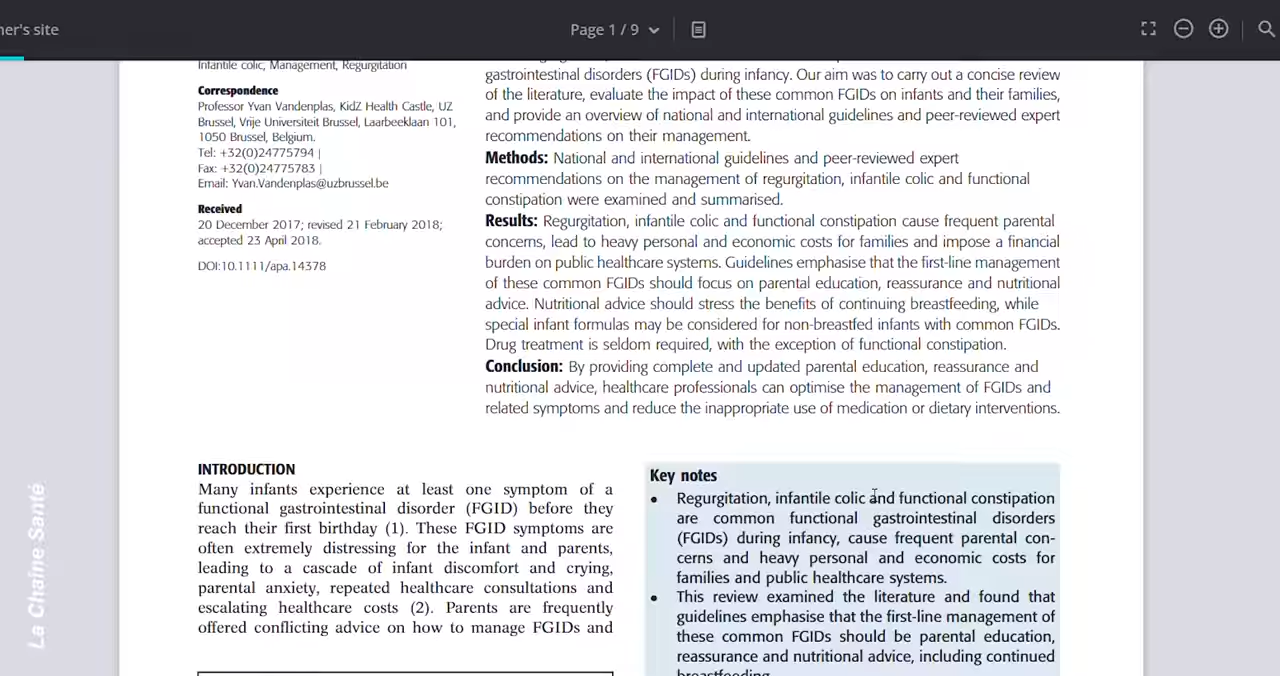 ner's site
Page 1 / 9
Infantile colic, Management, Regurgitation
Correspondence
Professor Yvan Vandenplas, KidZ Health Castle, UZ
Brussel, Vrije Universiteit Brussel, Laarbeeklaan 101,
1050 Brussel, Belgium.
Tel: +32(0)24775794 |
Fax: +32(0)24775783 |
Email: Yvan.Vandenplas@uzbrussel.be
Received
20 December 2017; revised 21 February 2018;
accepted 23 April 2018.
DOI:10.1111/apa.14378
gastrointestinal disorders (FGIDs) during infancy. Our aim was to carry out a concise review
of the literature, evaluate the impact of these common FGIDs on infants and their families,
and provide an overview of national and international guidelines and peer-reviewed expert
recommendations on their management.
Methods: National and international guidelines and peer-reviewed expert
recommendations on the management of regurgitation, infantile colic and functional
constipation were examined and summarised.
Results: Regurgitation, infantile colic and functional constipation cause frequent parental
concerns, lead to heavy personal and economic costs for families and impose a financial
burden on public healthcare systems. Guidelines emphasise that the first-line management
of these common FGIDs should focus on parental education, reassurance and nutritional
advice. Nutritional advice should stress the benefits of continuing breastfeeding, while
special infant formulas may be considered for non-breastfed infants with common FGIDs.
Drug treatment is seldom required, with the exception of functional constipation.
Conclusion: By providing complete and updated parental education, reassurance and
nutritional advice, healthcare professionals can optimise the management of FGIDs and
related symptoms and reduce the inappropriate use of medication or dietary interventions.
INTRODUCTION
Many infants experience at least one symptom of a
functional gastrointestinal disorder (FGID) before they
reach their first birthday (1). These FGID symptoms are
often extremely distressing for the infant and parents,
leading to a cascade of infant discomfort and crying,
parental anxiety, repeated healthcare consultations and
escalating healthcare costs (2). Parents are frequently
offered conflicting advice on how to manage FGIDs and
Key notes
• Regurgitation, infantile colic and functional constipation
are common functional gastrointestinal disorders
(FGIDs) during infancy, cause frequent parental con-
cerns and heavy personal and economic costs for
families and public healthcare systems.
• This review examined the literature and found that
guidelines emphasise that the first-line management of
these common FGIDs should be parental education,
reassurance and nutritional advice, including continued
breastfeeding.
La Chaîne Santé